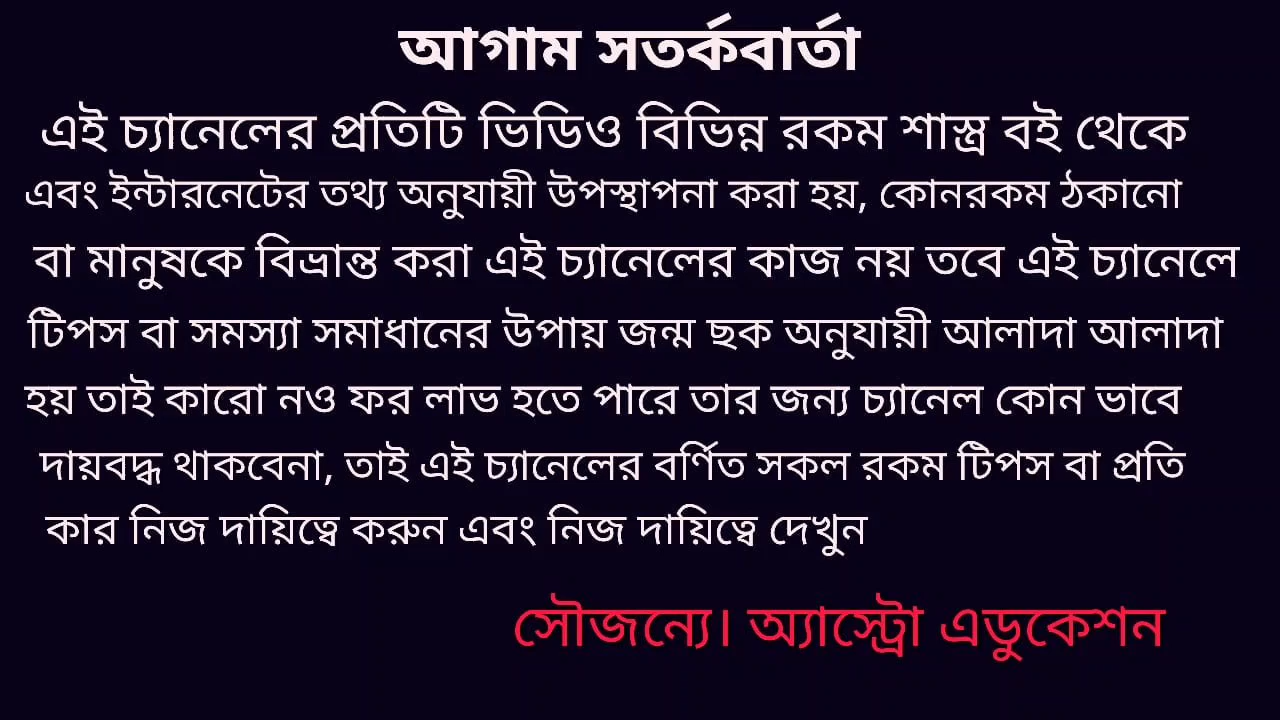 আগাম সতর্কবার্তা
এই চ্যানেলের প্রতিটি ভিডিও বিভিন্ন রকম শাস্ত্র বই থেকে
এবং ইন্টারনেটের তথ্য অনুযায়ী উপস্থাপনা করা হয়, কোনরকম ঠকানো
বা মানুষকে বিভ্রান্ত করা এই চ্যানেলের কাজ নয় তবে এই চ্যানেলে
টিপস বা সমস্যা সমাধানের উপায় জন্ম ছক অনুযায়ী আলাদা আলাদা
হয় তাই কারো নও ফর লাভ হতে পারে তার জন্য চ্যানেল কোন ভাবে
দায়বদ্ধ থাকবেনা, তাই এই চ্যানেলের বর্ণিত সকল রকম টিপস বা প্রতি
কার নিজ দায়িত্বে করুন এবং নিজ দায়িত্বে দেখুন
সৌজন্যে। অ্যাস্ট্রো এডুকেশন